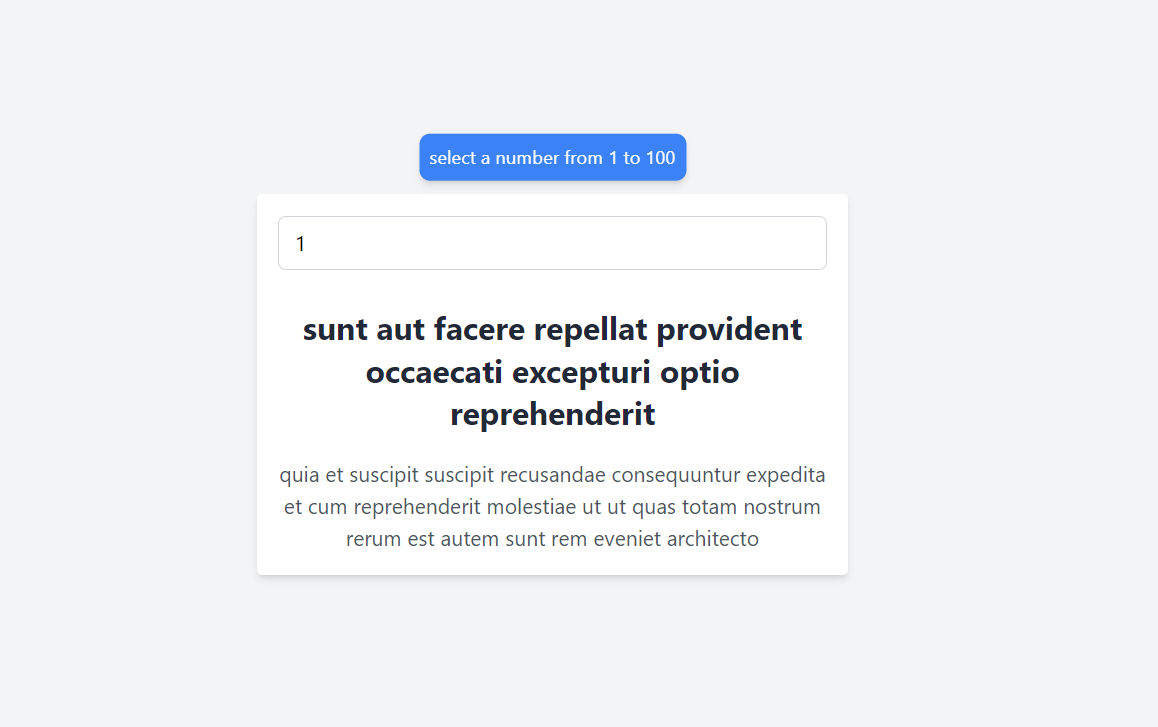 select a number from 1 to 100
1
sunt aut facere repellat provident
occaecati excepturi optio
reprehenderit
quia et suscipit suscipit recusandae consequuntur expedita
et cum reprehenderit molestiae ut ut quas totam nostrum
rerum est autem sunt rem eveniet architecto